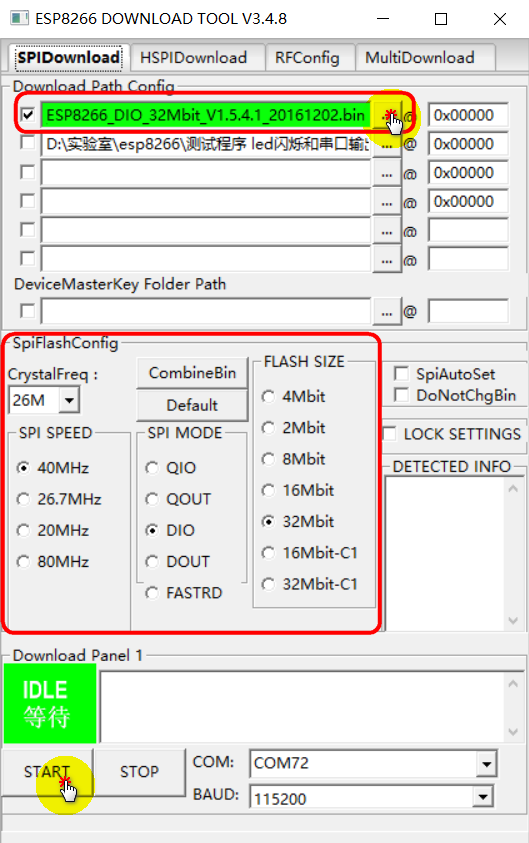 ESP8266 DOWNLOAD TOOL V3.4.8
SPIDownload HSPIDownload RFConfig MultiDownload
Download Path Config
ESP8266_DIO_32Mbit_V1.5.4.1_20161202.bin @ 0x00000
D:\实验室\esp8266\测试程序 led闪烁和串口输出 ... @ 0x00000
... @ 0x00000
... @ 0x00000
... @
... @
DeviceMasterKey Folder Path
... @
SpiFlashConfig
CrystalFreq :
26M
CombineBin
Default
SPI SPEED
40MHz
26.7MHz
20MHz
80MHz
SPI MODE
QIO
QOUT
DIO
DOUT
FASTRD
FLASH SIZE
4Mbit
2Mbit
8Mbit
16Mbit
32Mbit
16Mbit-C1
32Mbit-C1
SpiAutoSet
DoNotChgBin
LOCK SETTINGS
DETECTED INFO
Download Panel 1
IDLE
等待
START STOP
COM: COM72
BAUD: 115200